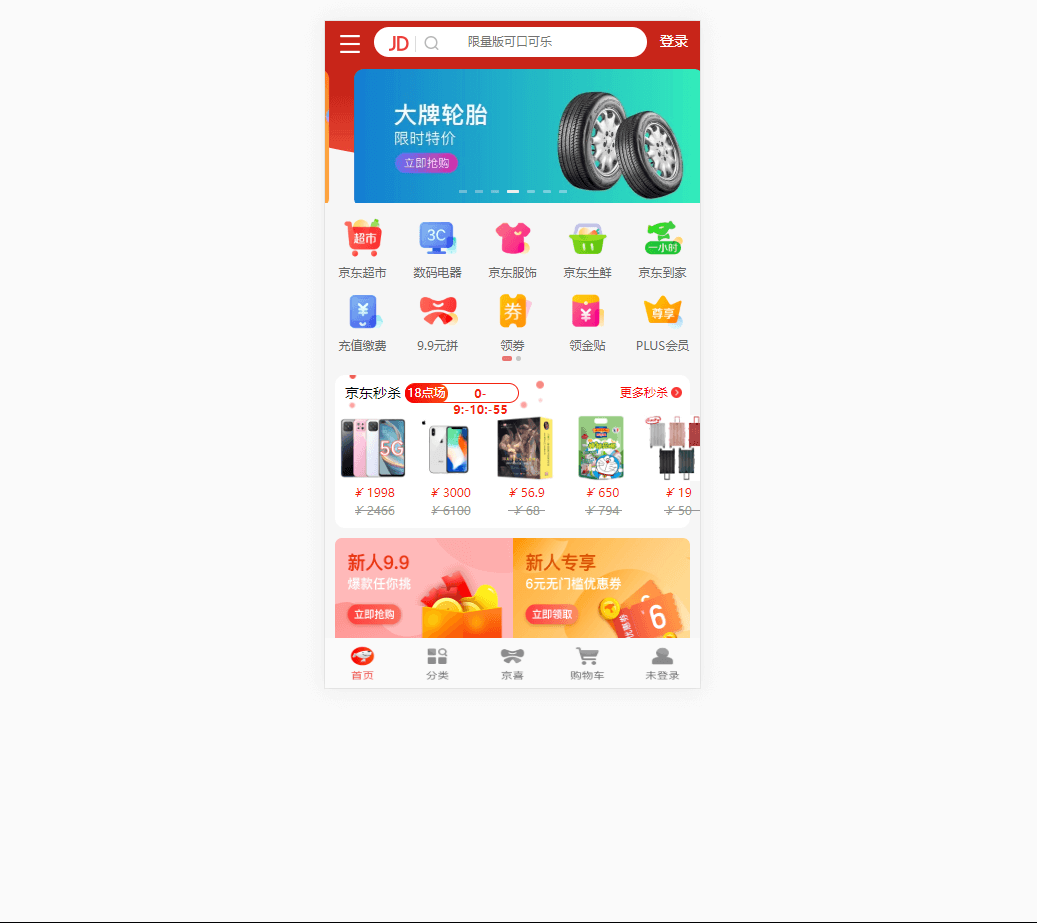 JD 限量版可口可乐 登录
大牌轮胎
限时特价
立即抢购
超市 3C 一小时
京东超市 数码电器 京东服饰 京东生鲜 京东到家
¥ 券 ¥ 尊享
充值缴费 9.9元拼 领券 领金贴 PLUS会员
京东秒杀 18点场 0-
9:-10:-55
更多秒杀
5G
¥ 1998 ¥ 3000 ¥ 56.9 ¥ 650 ¥ 19
¥ 2466 ¥ 6100 ¥ 68 ¥ 794 ¥ 50
新人9.9 新人专享
爆款任你挑 6元无门槛优惠券
立即抢购 立即领取
6
优惠券
首页 分类 京喜 购物车 未登录